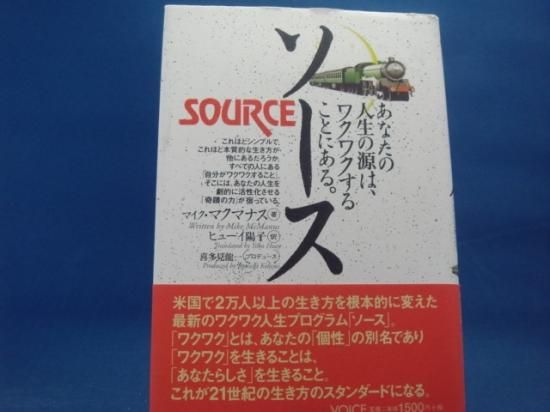 ソース
あなたの
人生の源は、
ワクワクする
ことにある。
SOURCE
これほどシンプルで、
これほど本質的な生き方が
他にあるだろうか。
すべての人にある
「自分がワクワクすること」。
そこには、あなたの人生を
劇的に活性化させる
「奇蹟の力」が宿っている。
マイク・マクマナス 著
Written by Mike McManus
ヒューイ陽子 訳
Translated by Yoko Huey
喜多見龍一 プロデュース
Produced by
米国で2万人以上の生き方を根本的に変えた
最新のワクワク人生プログラム「ソース」。
「ワクワク」とは、あなたの「個性」の別名であり
「ワクワク」を生きることは、
「あなたらしさ」を生きること。
これが21世紀の生き方のスタンダードになる。
VOICE 1500